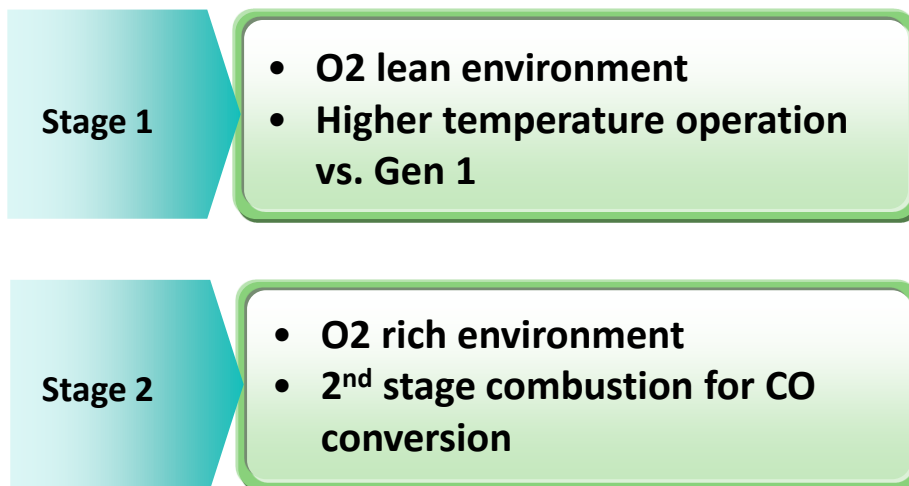 Stage 1
• O2 lean environment
• Higher temperature operation
vs. Gen 1
Stage 2
• O2 rich environment
• 2nd stage combustion for CO
conversion